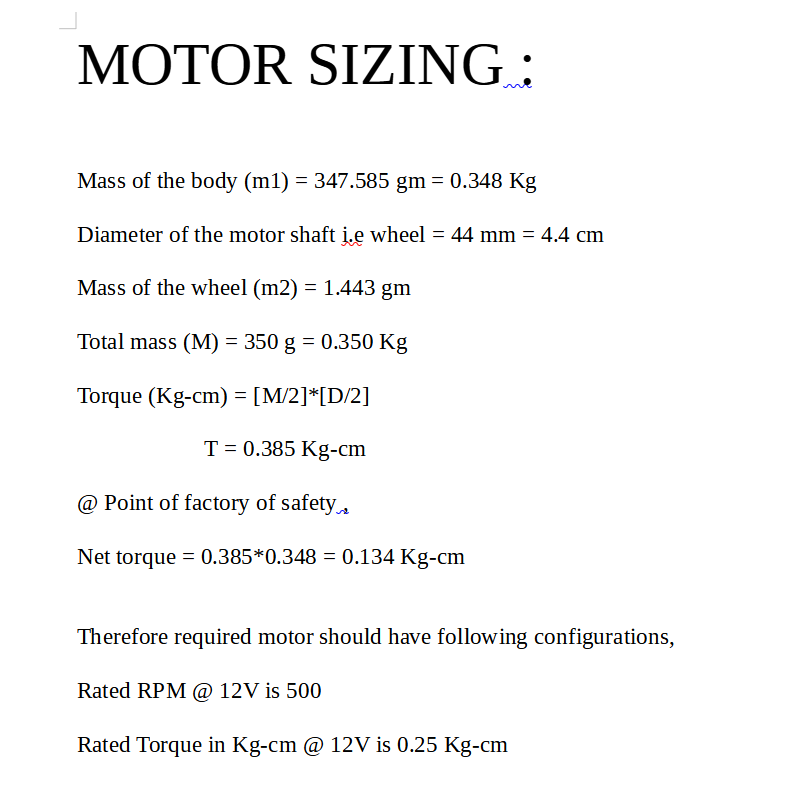 MOTOR SIZING :
Mass of the body (m1) = 347.585 gm = 0.348 Kg
Diameter of the motor shaft i.e wheel = 44 mm = 4.4 cm
Mass of the wheel (m2) = 1.443 gm
Total mass (M) = 350 g = 0.350 Kg
Torque (Kg-cm) = [M/2]*[D/2]
T = 0.385 Kg-cm
@ Point of factory of safety ,
Net torque = 0.385*0.348 = 0.134 Kg-cm
Therefore required motor should have following configurations,
Rated RPM @ 12V is 500
Rated Torque in Kg-cm @ 12V is 0.25 Kg-cm